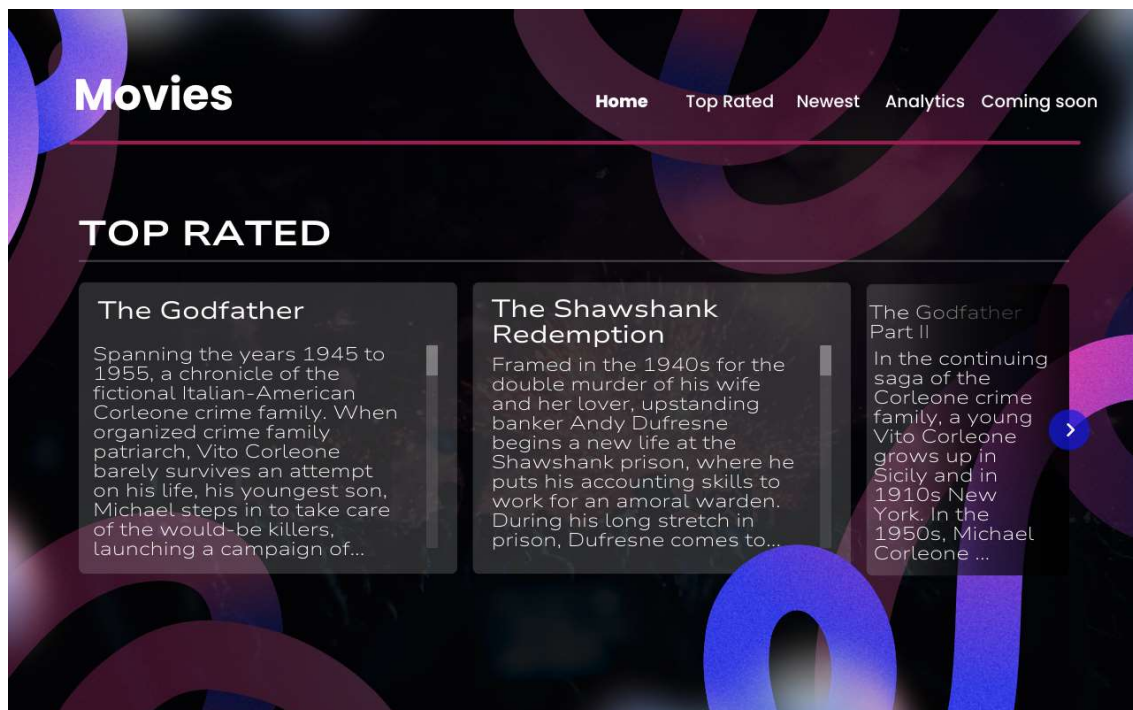 Movies
Home Top Rated Newest Analytics Coming soon
TOP RATED
The Godfather
Spanning the years 1945 to
1955, a chronicle of the
fictional Italian-American
Corleone crime family. When
organized crime family
patriarch, Vito Corleone
barely survives an attempt
on his life, his youngest son,
Michael steps in to take care
of the would-be killers,
launching a campaign of...
The Shawshank
Redemption
Framed in the 1940s for the
double murder of his wife
and her lover, upstanding
banker Andy Dufresne
begins a new life at the
Shawshank prison, where he
puts his accounting skills to
work for an amoral warden.
During his long stretch in
prison, Dufresne comes to...
The Godfather
Part II
In the continuing
saga of the
Corleone crime
family, a young
Vito Corleone
grows up in
Sicily and in
1910s New
York. In the
1950s, Michael
Corleone ...